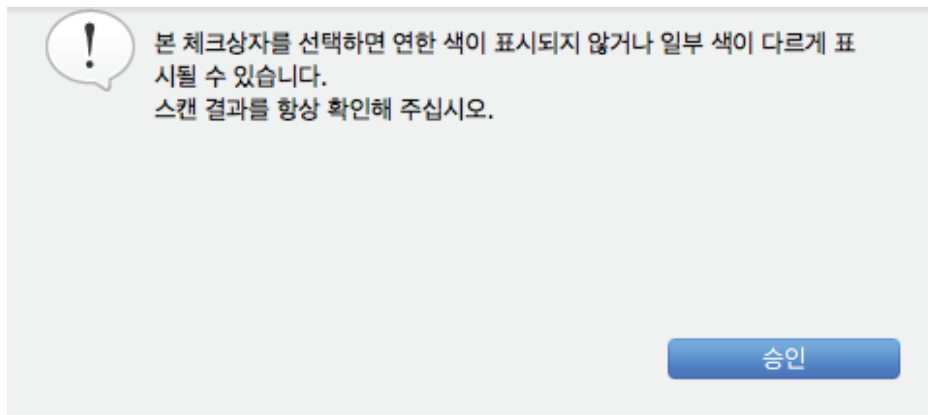 본 체크상자를 선택하면 연한 색이 표시되지 않거나 일부 색이 다르게 표
시될 수 있습니다.
스캔 결과를 항상 확인해 주십시오.
승인